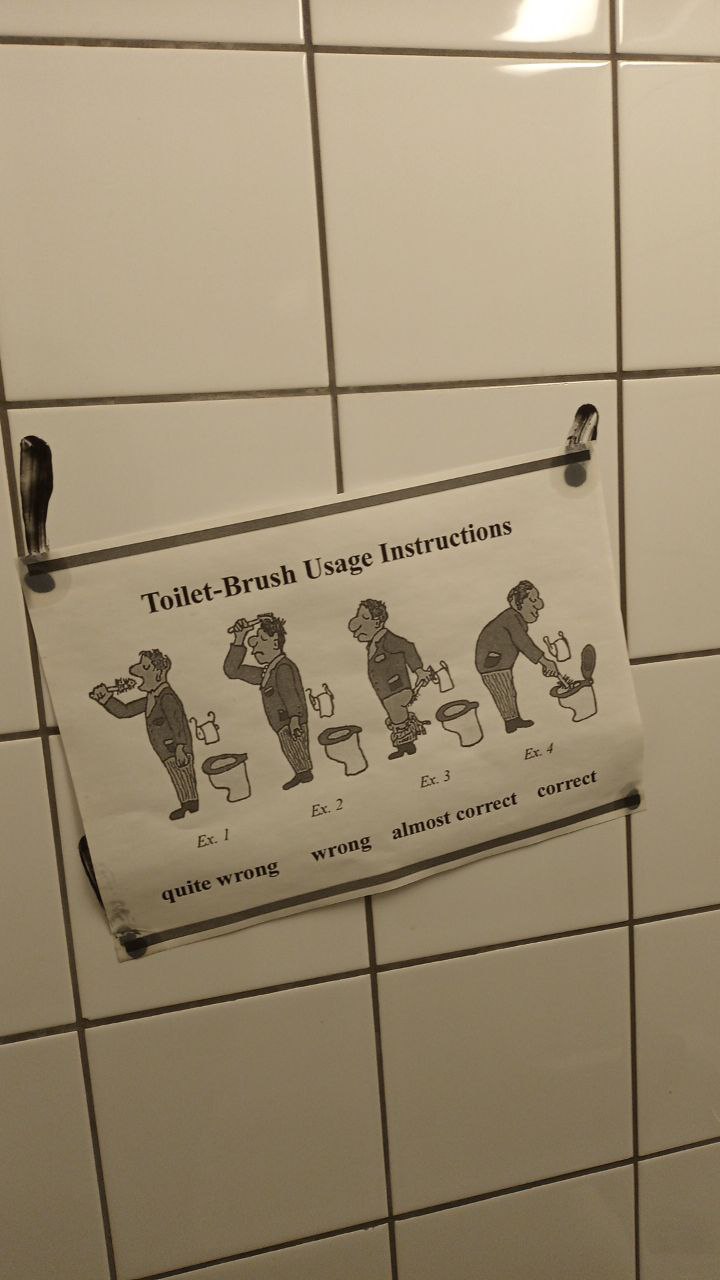 Toilet-Brush Usage Instructions
Ex. 1 Ex. 2 Ex. 3 Ex. 4
quite wrong wrong almost correct correct